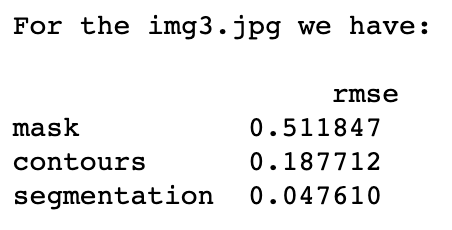 For the img3.jpg we have:
rmse
mask 0.511847
contours 0.187712
segmentation 0.047610